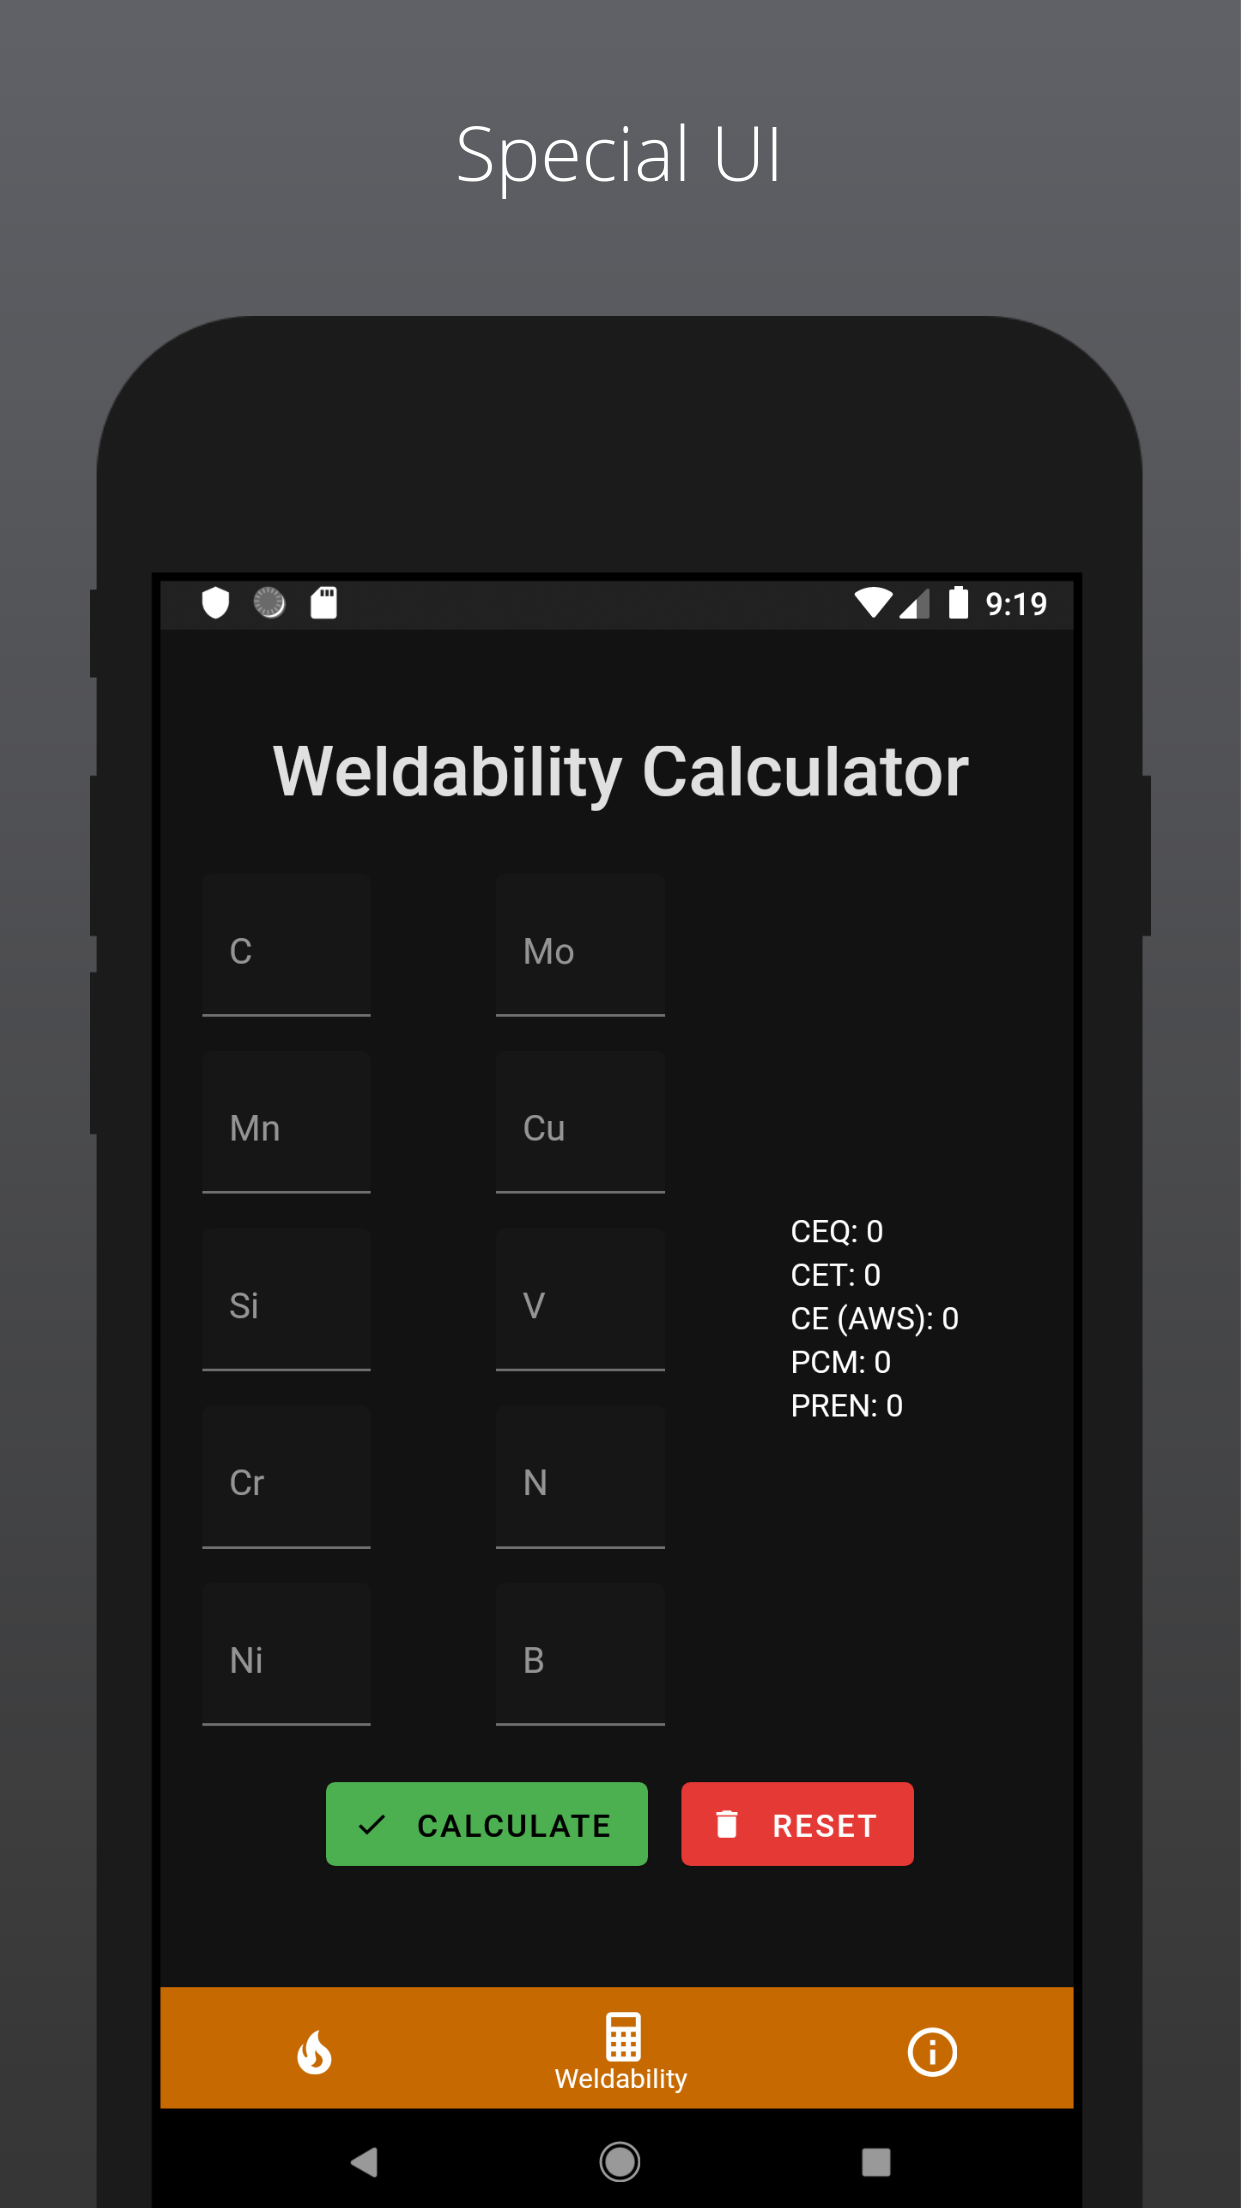 Special UI
9:19
Weldability Calculator
C
Mo
Mn
Cu
Si
V
Cr
N
Ni
B
CEQ: 0
CET: 0
CE (AWS): 0
PCM: 0
PREN: 0
CALCULATE
RESET
Weldability